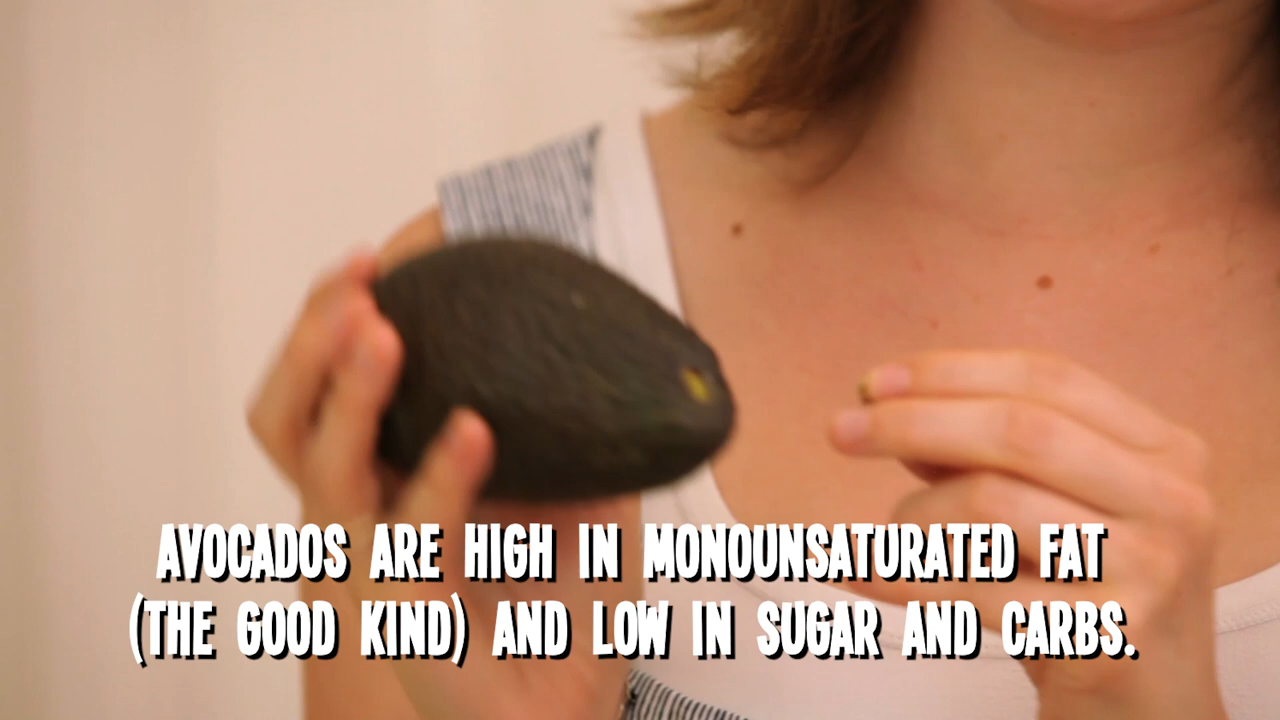 AVOCADOS ARE HIGH IN MONOUNSATURATED FAT
(THE GOOD KIND) AND LOW IN SUGAR AND CARBS.